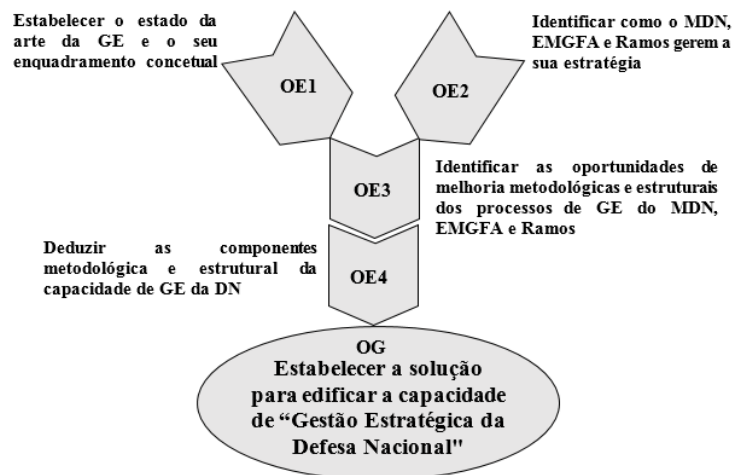 Estabelecer o estado da
arte da GE e o seu
enquadramento concetual
OE1
OE2
Identificar como o MDN,
EMGFA e Ramos gerem a
sua estratégia
OE3
Identificar as oportunidades de
melhoria metodológicas e estruturais
dos processos de GE do MDN,
EMGFA e Ramos
Deduzir as componentes
metodológica e estrutural da
capacidade de GE da DN
OE4
OG
Estabelecer a solução
para edificar a capacidade
de “Gestão Estratégica da
Defesa Nacional"